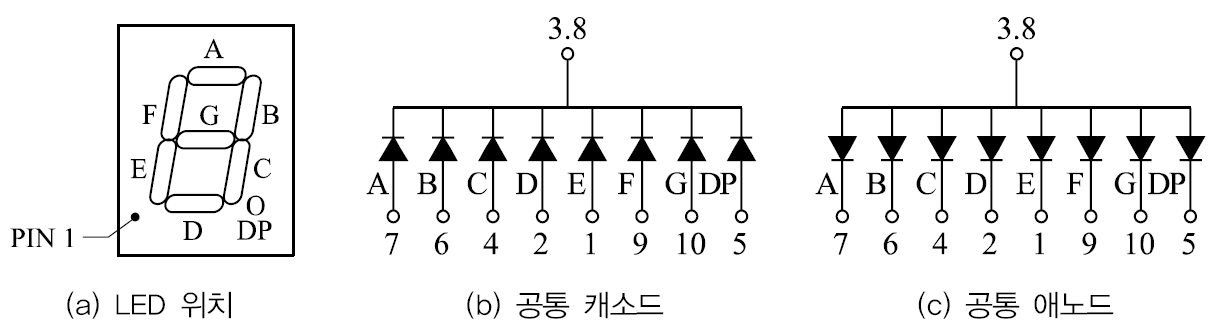 A
F G B
E C
D DP
PIN 1
(a) LED 위치
3.8
A B C D E F G DP
7 6 4 2 1 9 10 5
(b) 공통 캐소드
3.8
A B C D E F G DP
7 6 4 2 1 9 10 5
(c) 공통 애노드